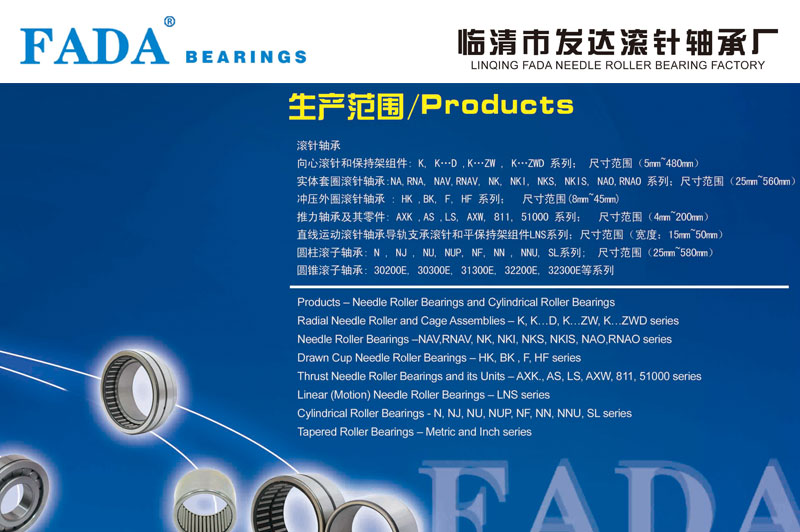 FADA®
BEARINGS
临清市发达滚针轴承厂
LINQING FADA NEEDLE ROLLER BEARING FACTORY
生产范围/Products
滚针轴承
向心滚针和保持架组件: K, K…D ,K…ZW , K…ZWD 系列; 尺寸范围（5mm~480mm）
实体套圈滚针轴承:NA,RNA, NAV,RNAV, NK, NKI, NKS, NKIS, NAO,RNAO 系列; 尺寸范围（25mm~560mm）
冲压外圈滚针轴承 : HK ,BK, F, HF 系列; 尺寸范围(8mm~45mm)
推力轴承及其零件: AXK ,AS ,LS, AXW, 811, 51000 系列; 尺寸范围（4mm~200mm）
直线运动滚针轴承导轨支承滚针和平保持架组件LNS系列: 尺寸范围（宽度: 15mm~50mm）
圆柱滚子轴承: N , NJ , NU, NUP, NF, NN , NNU, SL系列; 尺寸范围（25mm~580mm）
圆锥滚子轴承: 30200E, 30300E, 31300E, 32200E, 32300E等系列
Products – Needle Roller Bearings and Cylindrical Roller Bearings
Radial Needle Roller and Cage Assemblies – K, K…D, K…ZW, K…ZWD series
Needle Roller Bearings –NAV,RNAV, NK, NKI, NKS, NKIS, NAO,RNAO series
Drawn Cup Needle Roller Bearings – HK, BK , F, HF series
Thrust Needle Roller Bearings and its Units – AXK., AS, LS, AXW, 811, 51000 series
Linear (Motion) Needle Roller Bearings – LNS series
Cylindrical Roller Bearings - N, NJ, NU, NUP, NF, NN, NNU, SL series
Tapered Roller Bearings – Metric and Inch series
FADA